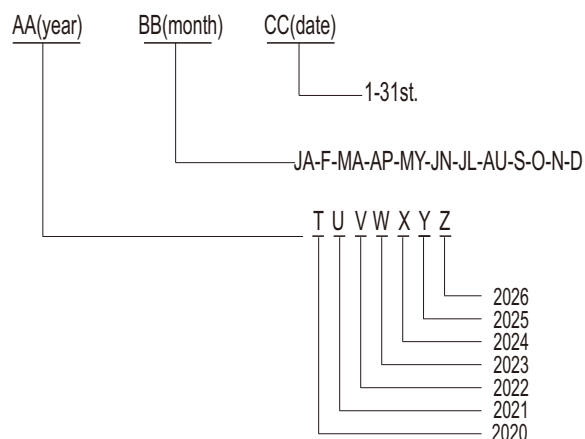 AA(year) BB(month) CC(date)
1-31st.
JA-F-MA-AP-MY-JN-JL-AU-S-O-N-D
T U V W X Y Z
2026
2025
2024
2023
2022
2021
2020